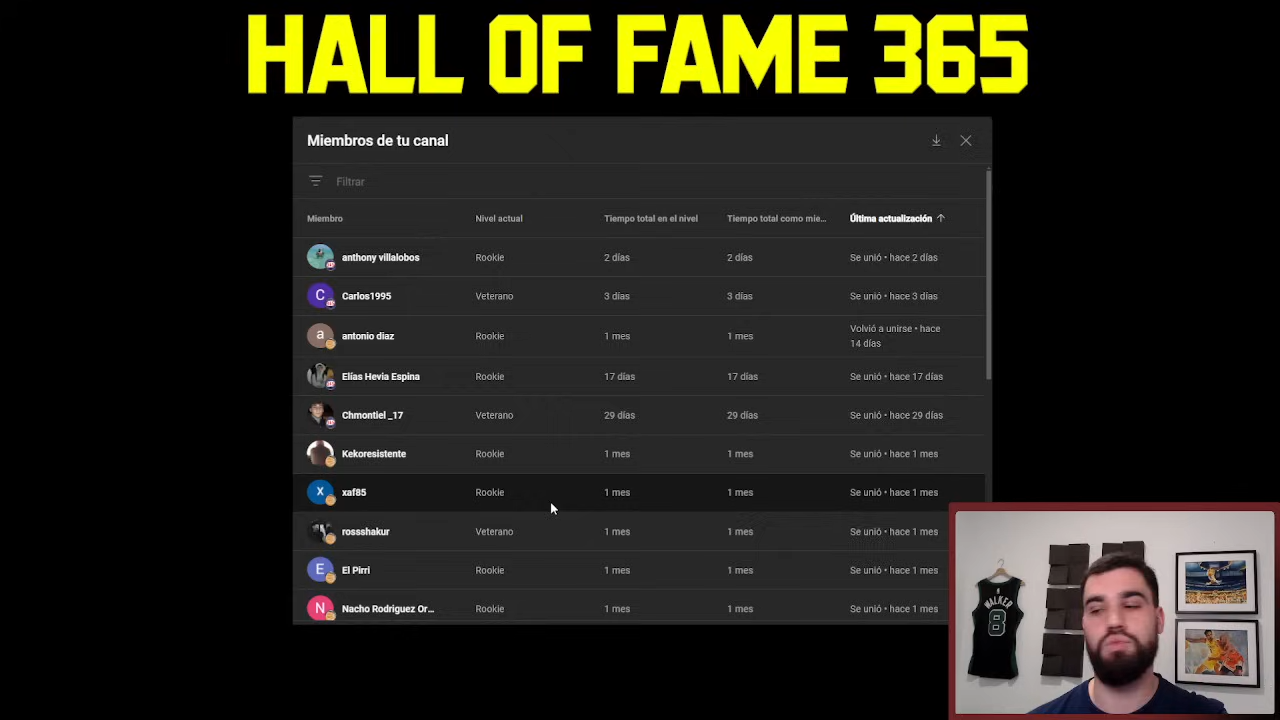 HALL OF FAME 365
Miembros de tu canal
Filtrar
Miembro Nivel actual Tiempo total en el nivel Tiempo total como mie... Última actualización
anthony villalobos Rookie 2 días 2 días Se unió • hace 2 días
C Carlos1995 Veterano 3 días 3 días Se unió • hace 3 días
a antonio diaz Rookie 1 mes 1 mes Volvió a unirse • hace
14 días
Elías Hevia Espina Rookie 17 días 17 días Se unió • hace 17 días
Chmontiel _17 Veterano 29 días 29 días Se unió • hace 29 días
Kekoresistente Rookie 1 mes 1 mes Se unió • hace 1 mes
X xaf85 Rookie 1 mes 1 mes Se unió • hace 1 mes
rossshakur Veterano 1 mes 1 mes Se unió • hace 1 mes
E El Pirri Rookie 1 mes 1 mes Se unió • hace 1 mes
N Nacho Rodriguez Or... Rookie 1 mes 1 mes Se unió • hace 1 mes
WALKER
8